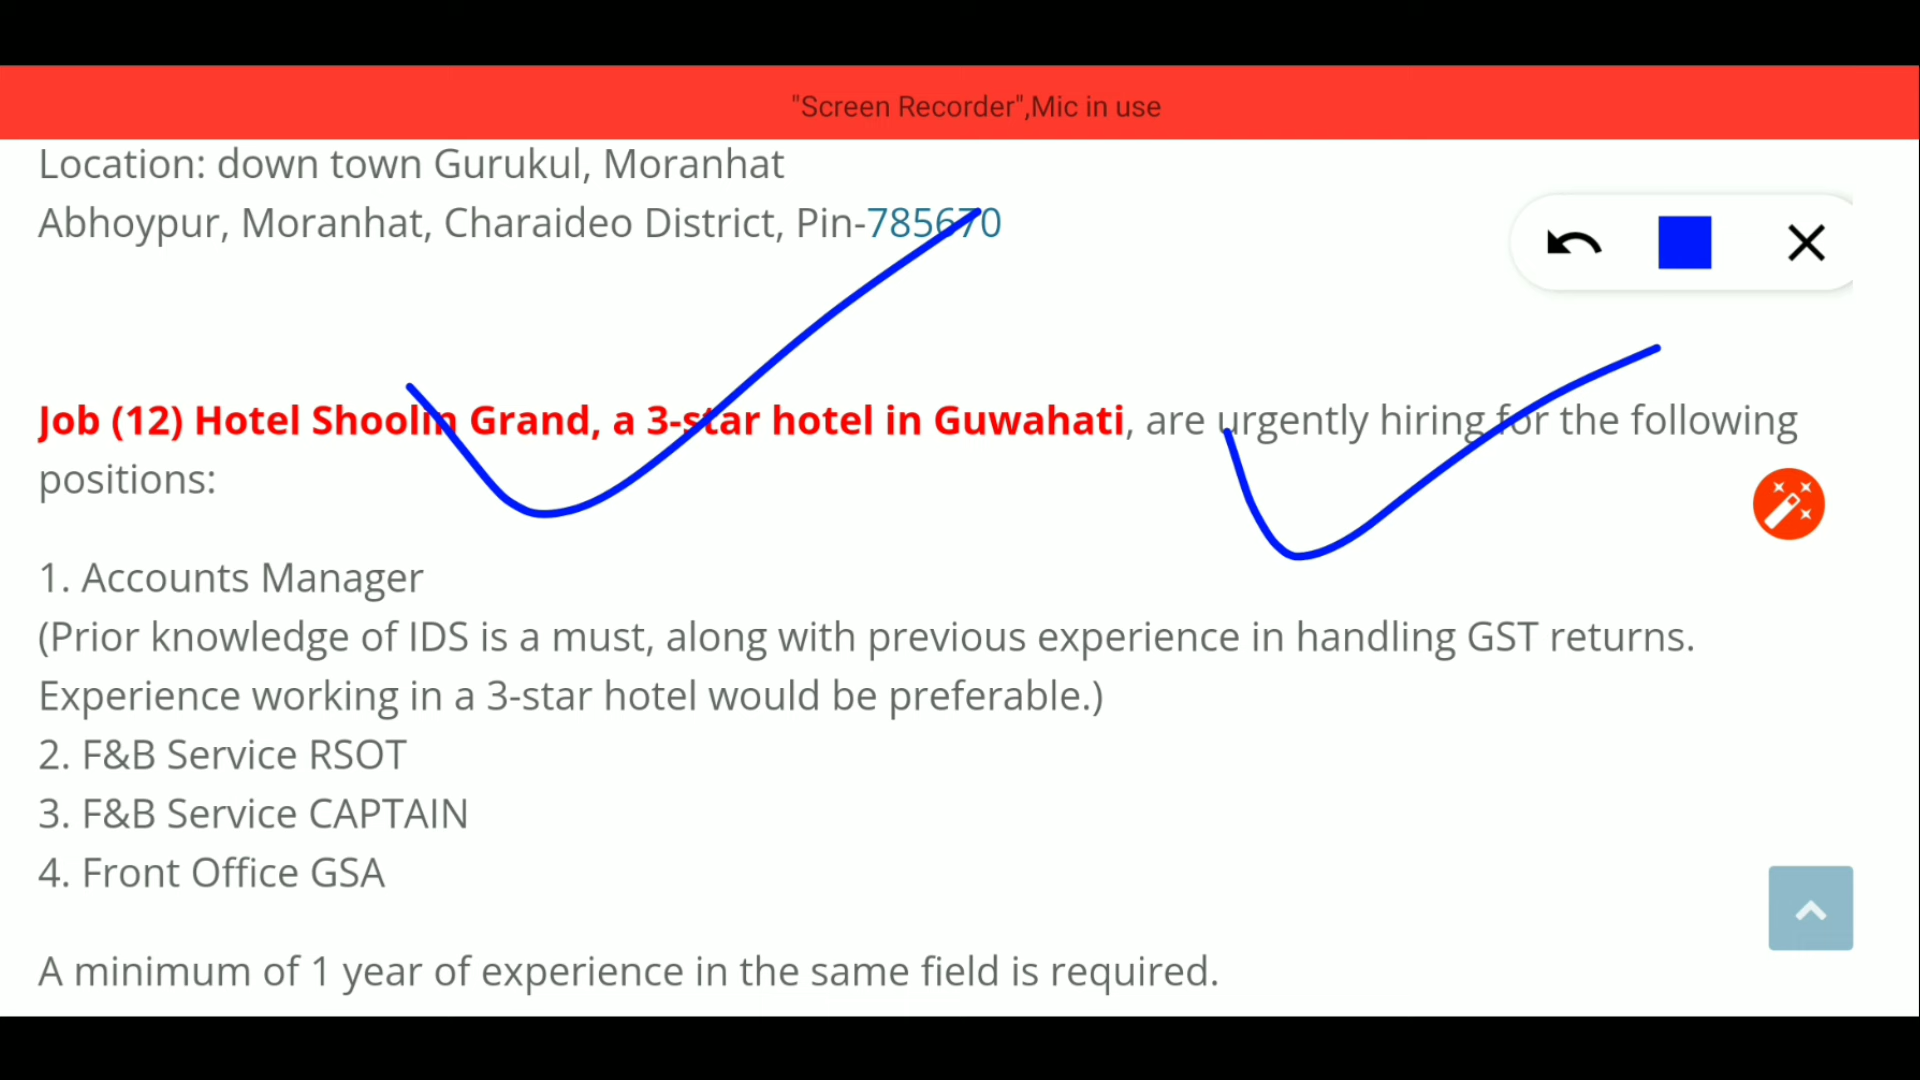 "Screen Recorder",Mic in use
Location: down town Gurukul, Moranhat
Abhoypur, Moranhat, Charaideo District, Pin-785670
Job (12) Hotel Shoolin Grand, a 3-star hotel in Guwahati, are urgently hiring for the following
positions:
1. Accounts Manager
(Prior knowledge of IDS is a must, along with previous experience in handling GST returns.
Experience working in a 3-star hotel would be preferable.)
2. F&B Service RSOT
3. F&B Service CAPTAIN
4. Front Office GSA
A minimum of 1 year of experience in the same field is required.